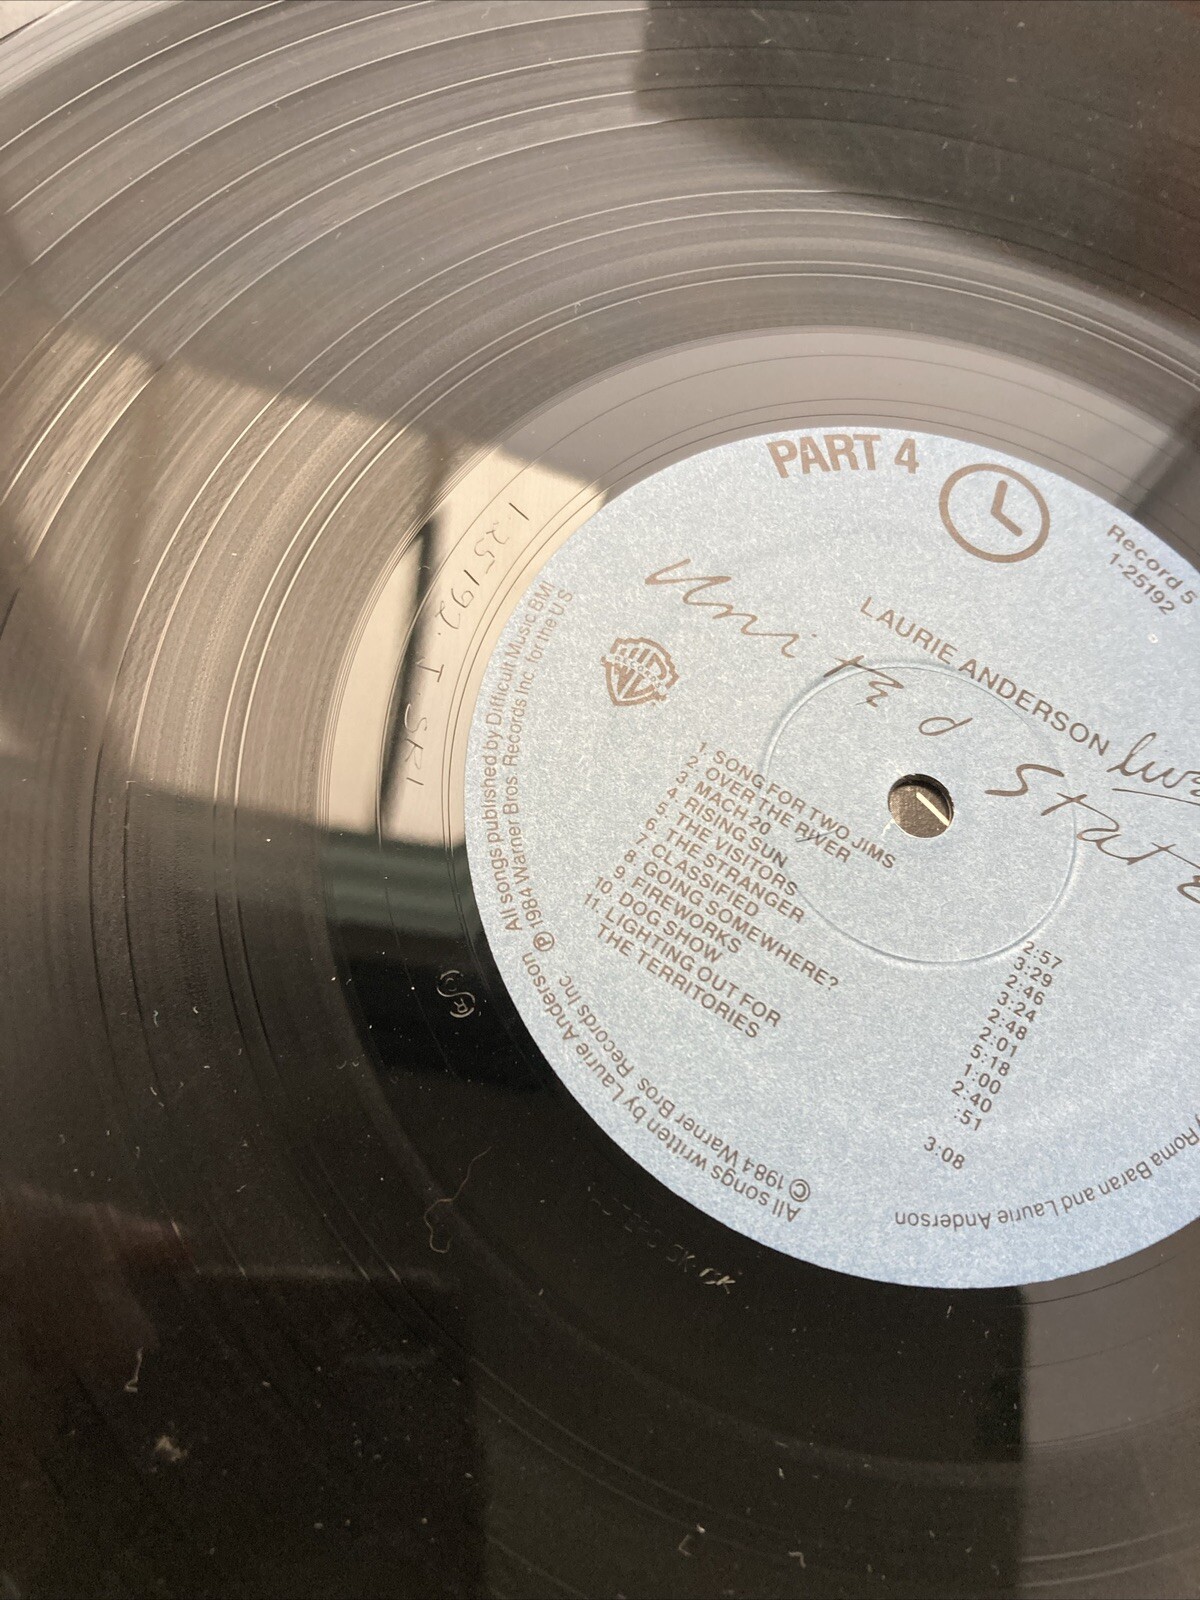 PART 4
Record 5
1-25192
LAURIE ANDERSON
United State
1. SONG FOR TWO JIMS 2:57
2. OVER THE RIVER 3:29
3. MACH 20 2:46
4. RISING SUN 3:24
5. THE VISITORS 2:48
6. THE STRANGER 2:01
7. CLASSIFIED 5:18
8. GOING SOMEWHERE? 1:00
9. FIREWORKS 2:40
10. DOG SHOW :51
11. LIGHTING OUT FOR
THE TERRITORIES 3:08
All songs published by Difficult Music BMI
℗ 1984 Warner Bros. Records Inc. for the U.S.
All songs written by Laurie Anderson
© 1984 Warner Bros Records Inc
Roma Baran and Laurie Anderson
1-25192.
SR